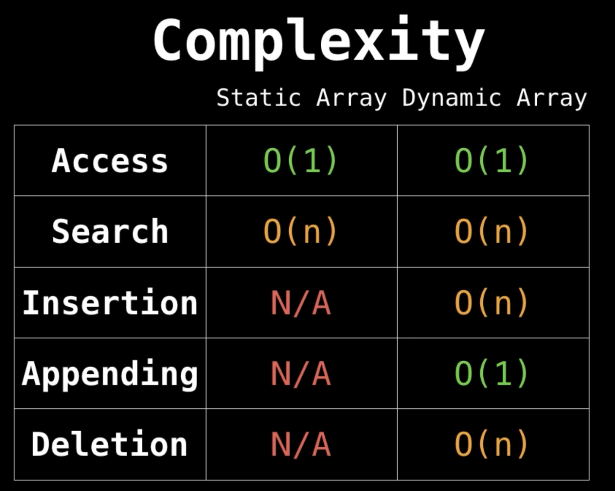 Complexity
Static Array Dynamic Array
Access O(1) O(1)
Search O(n) O(n)
Insertion N/A O(n)
Appending N/A O(1)
Deletion N/A O(n)